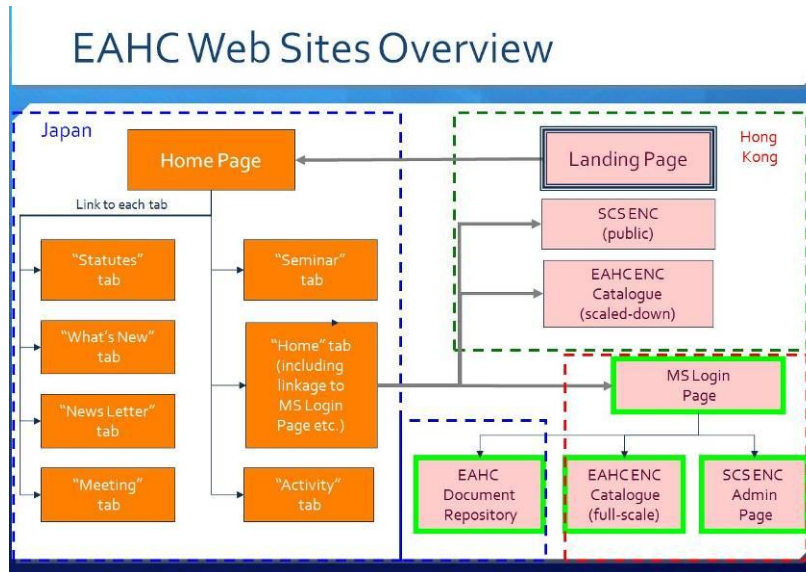 EAHC Web Sites Overview
Japan
Home Page
Link to each tab
"Statutes"
tab
"What's New"
tab
"News Letter"
tab
"Meeting"
tab
"Seminar"
tab
"Home" tab
(including
linkage to
MS Login
Page etc.)
"Activity"
tab
Landing Page
Hong
Kong
SCS ENC
(public)
EAHC ENC
Catalogue
(scaled-down)
MS Login
Page
EAHC
Document
Repository
EAHC ENC
Catalogue
(full-scale)
SCS ENC
Admin
Page